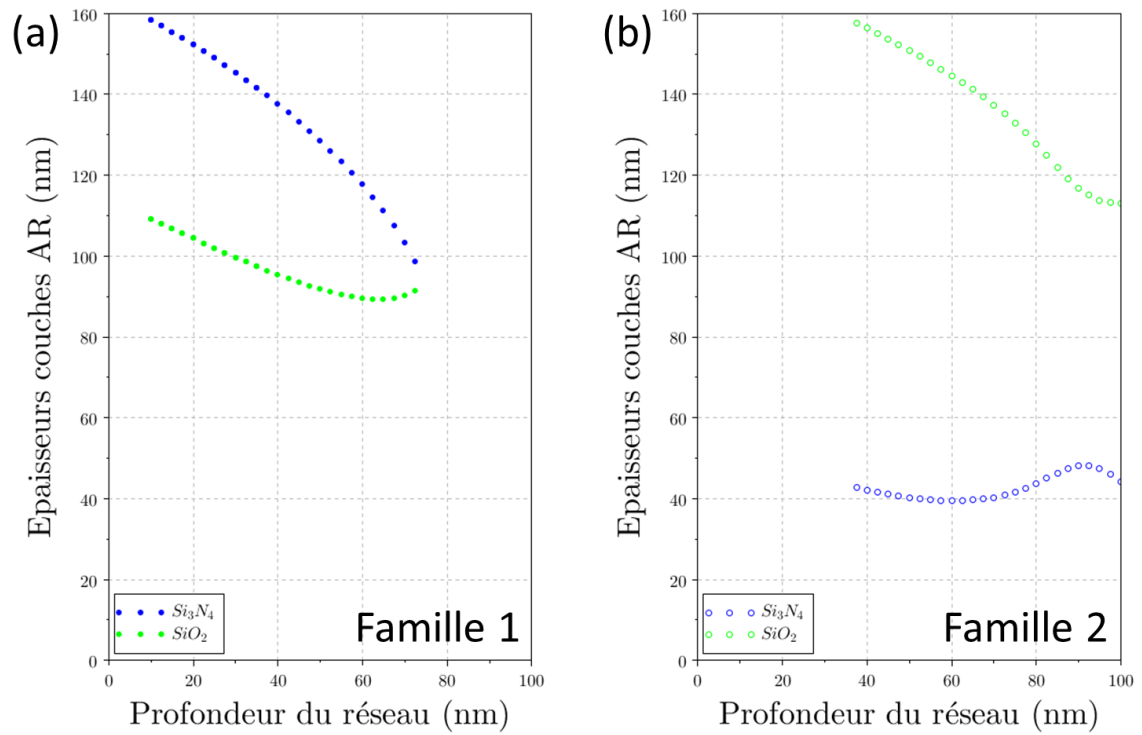 (a)
160
140
120
100
80
60
40
20
0
Epaisseurs couches AR (nm)
Si3N4
SiO2
Famille 1
0 20 40 60 80 100
Profondeur du réseau (nm)
(b)
160
140
120
100
80
60
40
20
0
Epaisseurs couches AR (nm)
Si3N4
SiO2
Famille 2
0 20 40 60 80 100
Profondeur du réseau (nm)